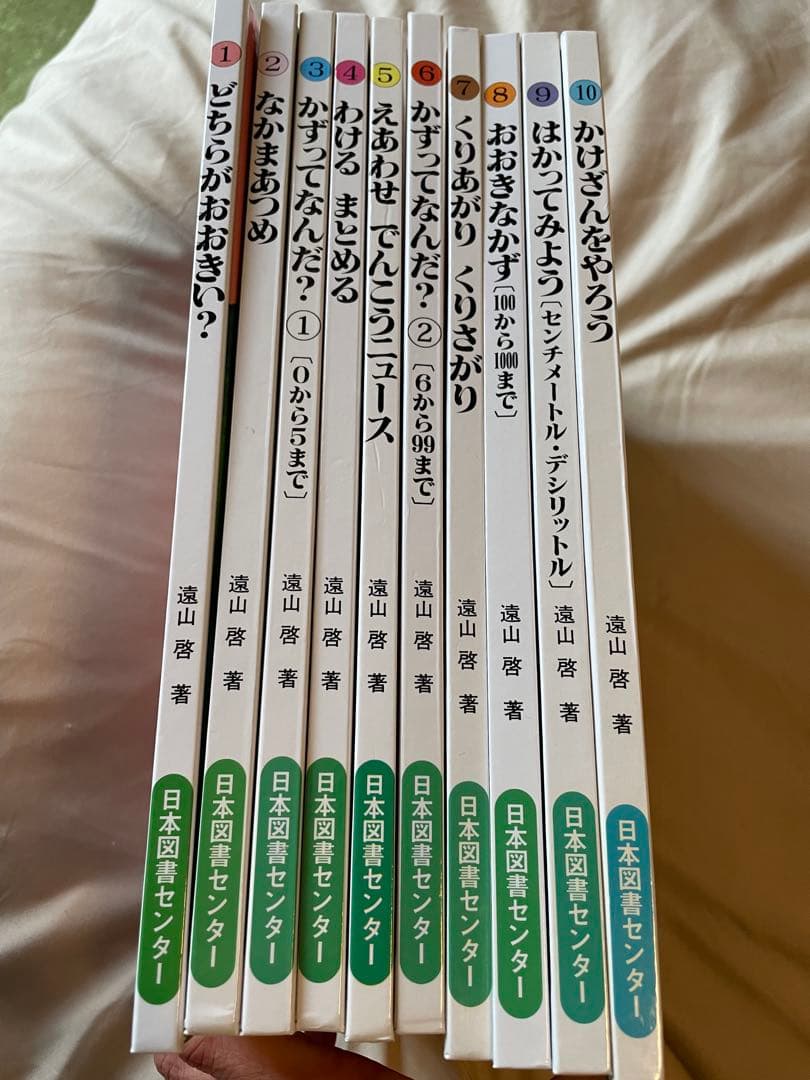 1 どちらがおおきい? 遠山 啓 著 日本図書センター
2 なかまあつめ 遠山 啓 著 日本図書センター
3 かずってなんだ? ① 〔0から5まで〕 遠山 啓 著 日本図書センター
4 わける まとめる 遠山 啓 著 日本図書センター
5 えあわせ でんこうニュース 遠山 啓 著 日本図書センター
6 かずってなんだ? ② 〔6から99まで〕 遠山 啓 著 日本図書センター
7 くりあがり くりさがり 遠山 啓 著 日本図書センター
8 おおきなかず〔100から1000まで〕 遠山 啓 著 日本図書センター
9 はかってみよう〔センチメートル・デシリットル〕 遠山 啓 著 日本図書センター
10 かけざんをやろう 遠山 啓 著 日本図書センター